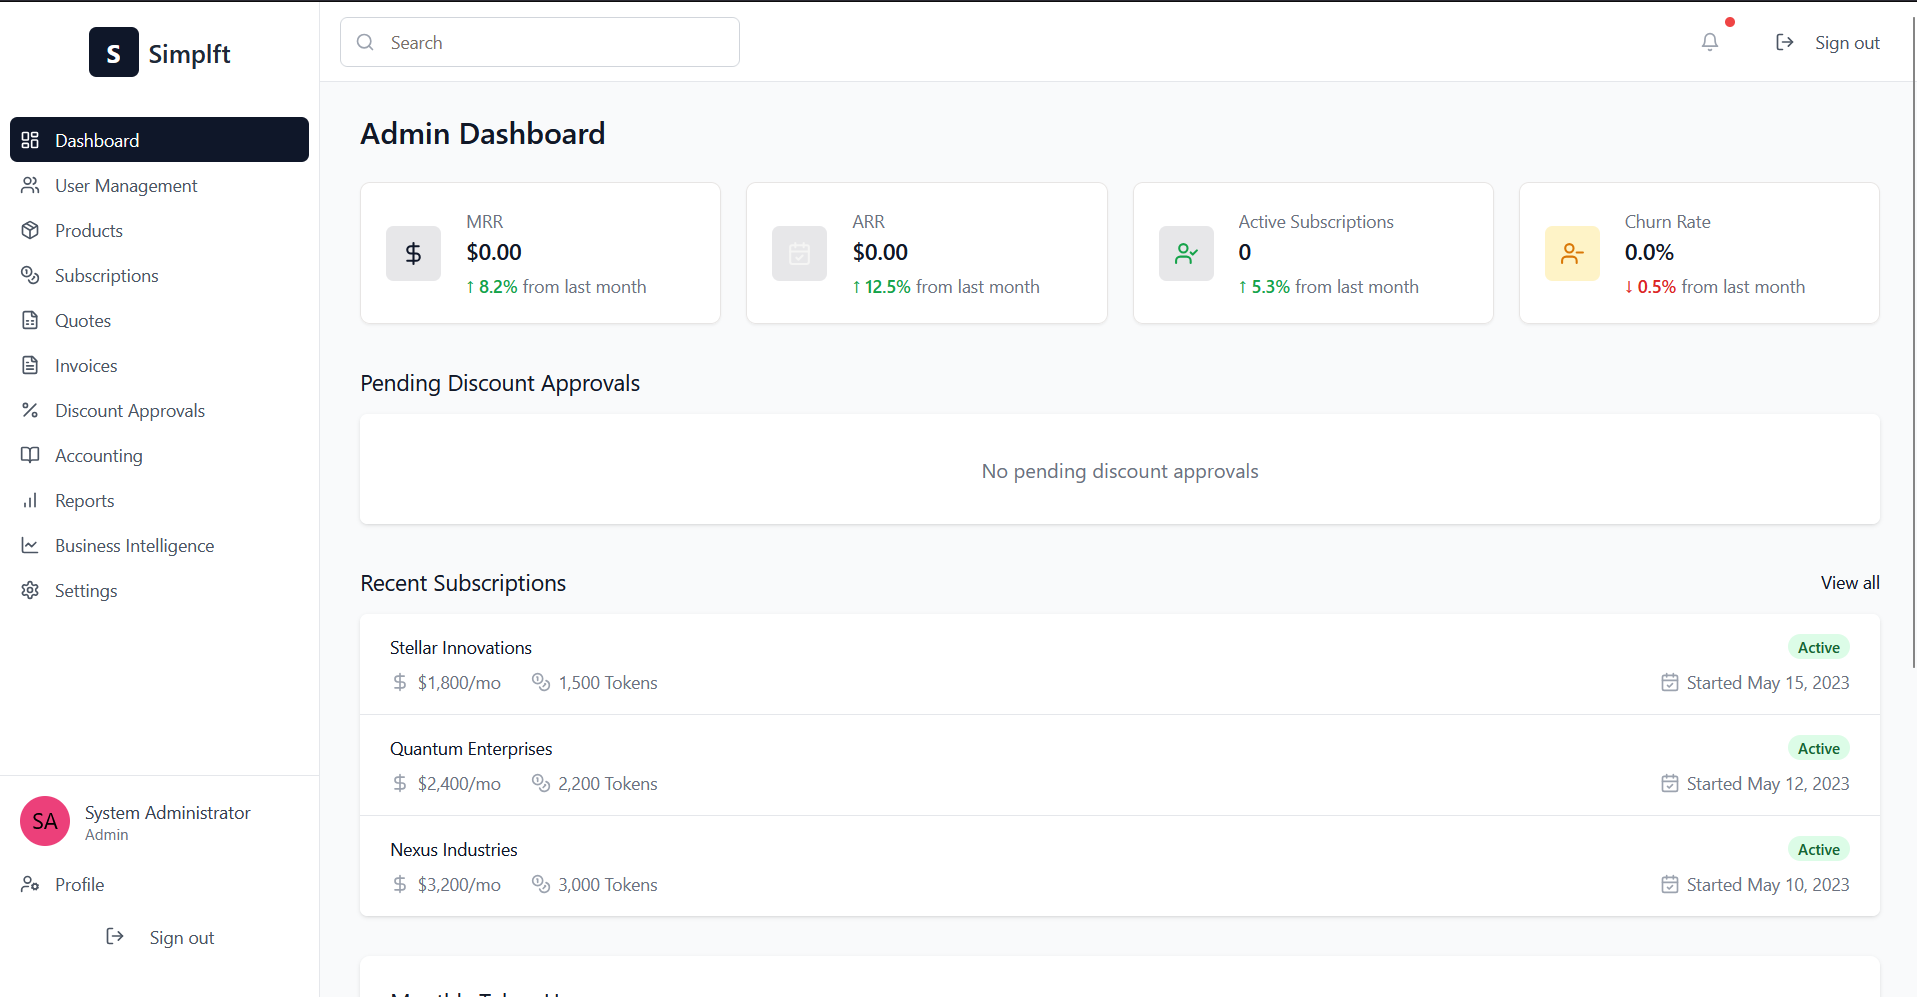 S Simplft
Search
Sign out
Dashboard
User Management
Products
Subscriptions
Quotes
Invoices
Discount Approvals
Accounting
Reports
Business Intelligence
Settings
SA
System Administrator
Admin
Profile
Sign out
Admin Dashboard
MRR
$0.00
↑ 8.2% from last month
ARR
$0.00
↑ 12.5% from last month
Active Subscriptions
0
↑ 5.3% from last month
Churn Rate
0.0%
↓ 0.5% from last month
Pending Discount Approvals
No pending discount approvals
Recent Subscriptions
View all
Stellar Innovations
Active
$1,800/mo 1,500 Tokens
Started May 15, 2023
Quantum Enterprises
Active
$2,400/mo 2,200 Tokens
Started May 12, 2023
Nexus Industries
Active
$3,200/mo 3,000 Tokens
Started May 10, 2023